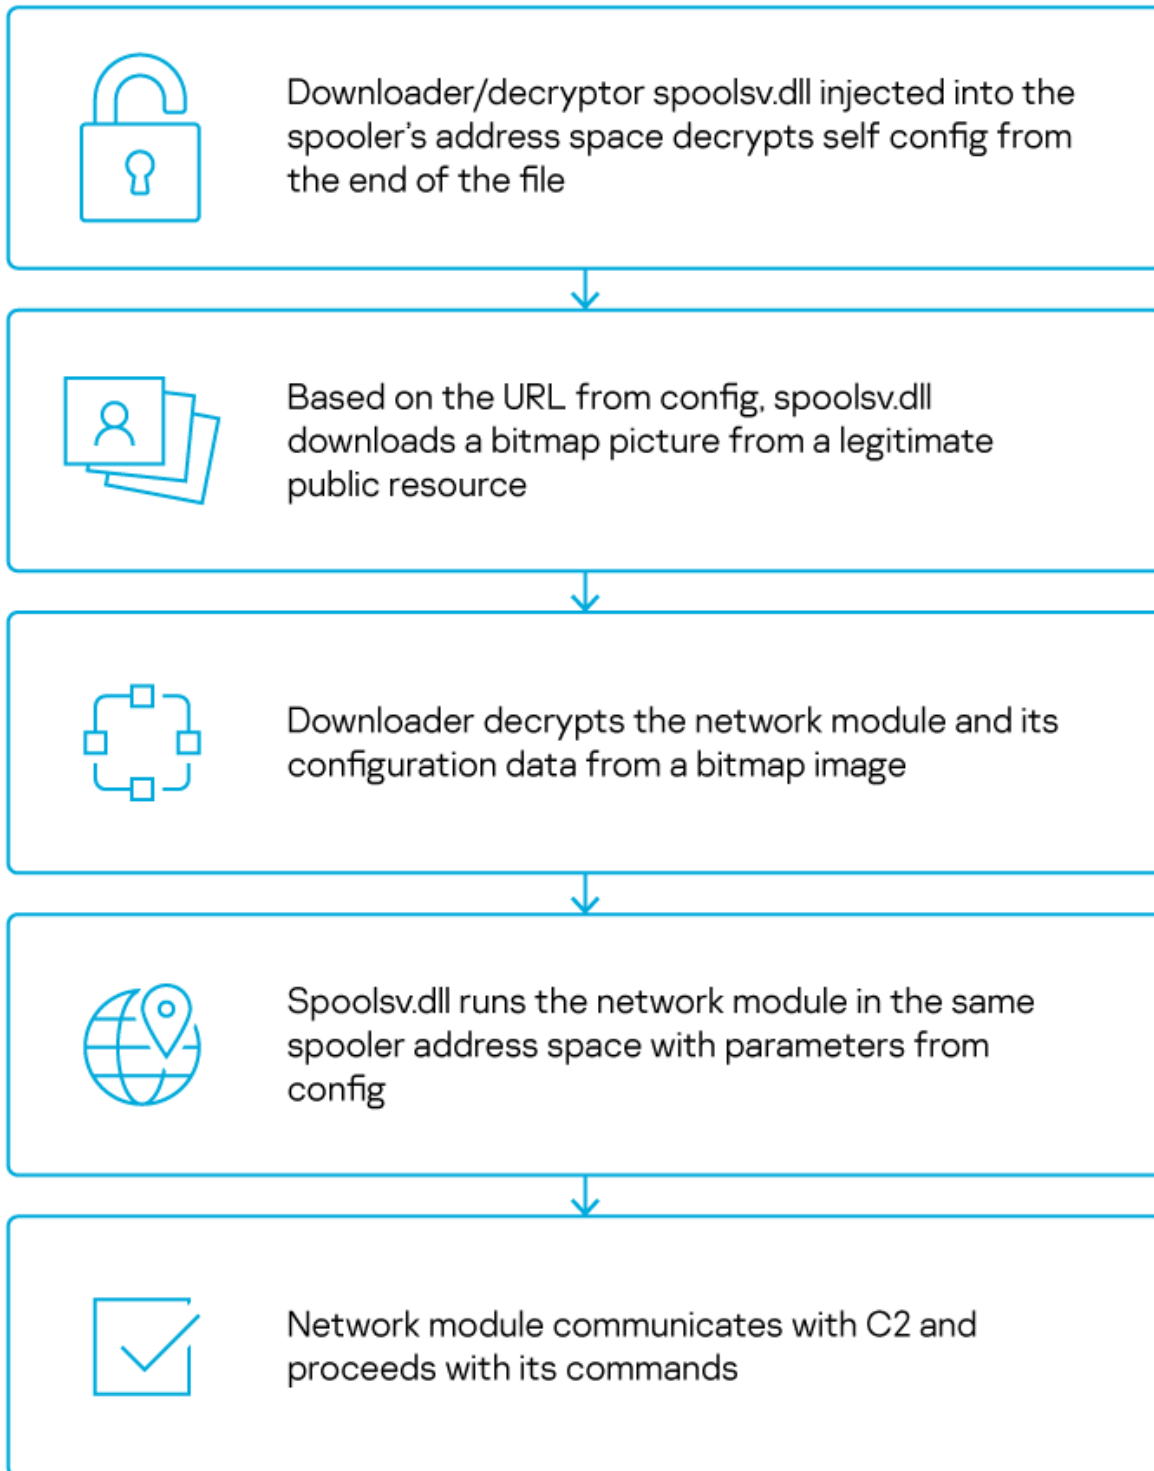 Downloader/decryptor spoolsv.dll injected into the
spooler's address space decrypts self config from
the end of the file
Based on the URL from config, spoolsv.dll
downloads a bitmap picture from a legitimate
public resource
Downloader decrypts the network module and its
configuration data from a bitmap image
Spoolsv.dll runs the network module in the same
spooler address space with parameters from
config
Network module communicates with C2 and
proceeds with its commands